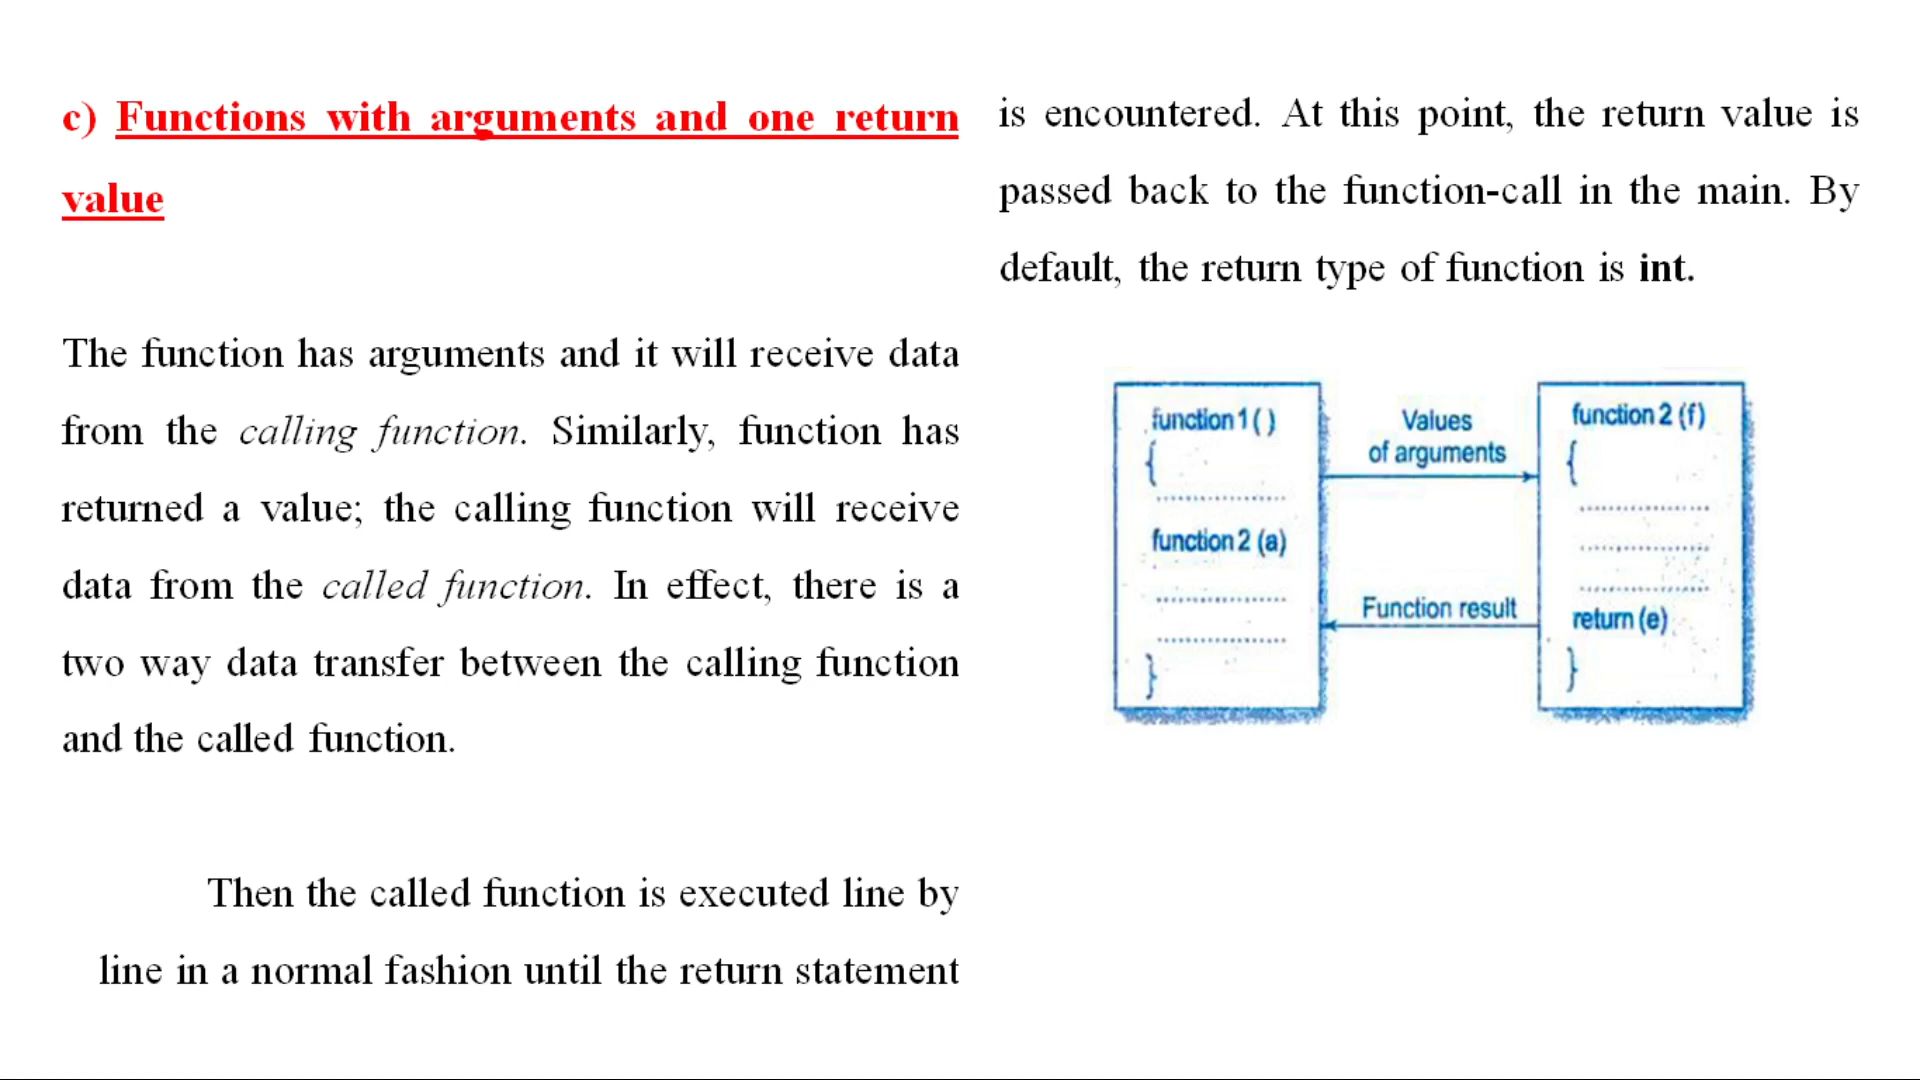 c) Functions with arguments and one return
value
The function has arguments and it will receive data
from the calling function. Similarly, function has
returned a value; the calling function will receive
data from the called function. In effect, there is a
two way data transfer between the calling function
and the called function.
Then the called function is executed line by
line in a normal fashion until the return statement
is encountered. At this point, the return value is
passed back to the function-call in the main. By
default, the return type of function is int.
function 1 ( )
{
....................
function 2 (a)
....................
....................
}
Values
of arguments
Function result
function 2 (f)
{
....................
....................
....................
return (e)
}